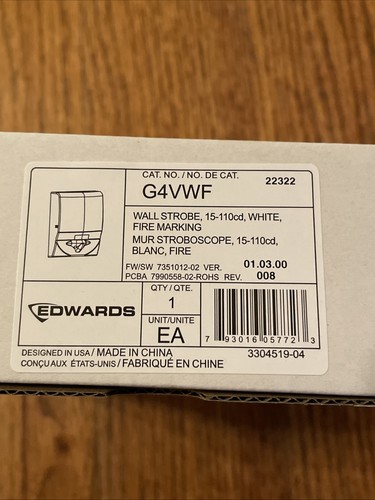 CAT. NO. / NO. DE CAT.
22322
G4VWF
WALL STROBE, 15-110cd, WHITE,
FIRE MARKING
MUR STROBOSCOPE, 15-110cd,
BLANC, FIRE
FW/SW 7351012-02 VER. 01.03.00
PCBA 7990558-02-ROHS REV. 008
EDWARDS
QTY / QTE.
1
UNIT/UNITE
EA
7 93016 05772 3
DESIGNED IN USA / MADE IN CHINA
3304519-04
CONÇU AUX ÉTATS-UNIS / FABRIQUÉ EN CHINE